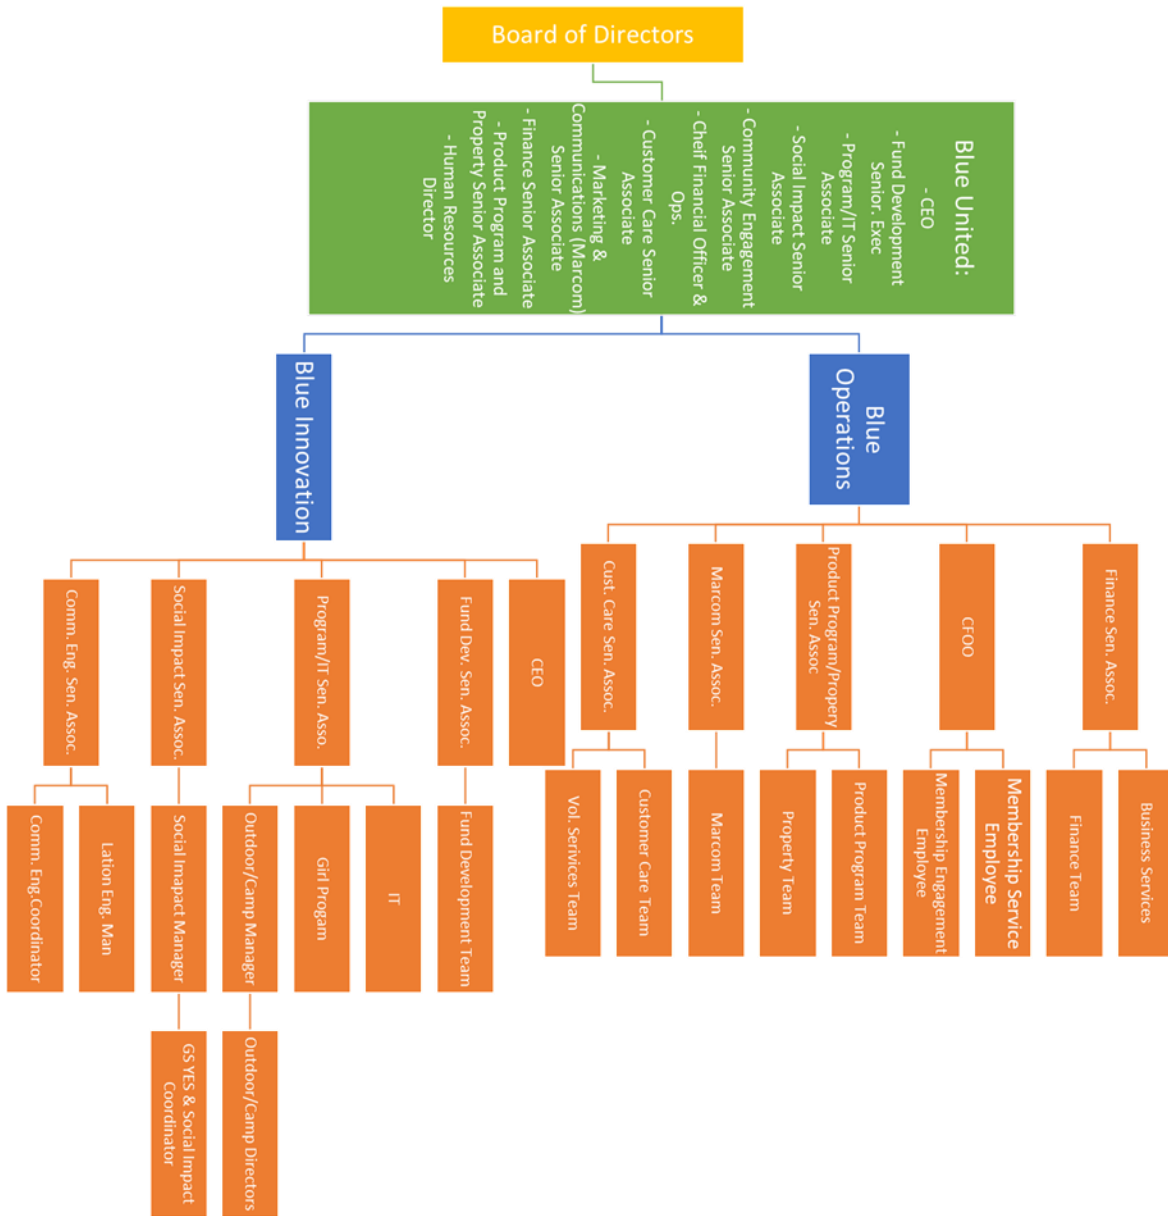 Board of Directors
Blue United:
- CEO
- Fund Development
Senior. Exec
- Program/IT Senior
Associate
- Social Impact Senior
Associate
- Community Engagement
Senior Associate
- Cheif Financial Officer &
Ops.
- Customer Care Senior
Associate
- Marketing &
Communications (Marcom)
Senior Associate
- Finance Senior Associate
- Product Program and
Property Senior Associate
- Human Resources
Director
Blue
Operations
Blue Innovation
Finance Sen. Assoc.
CFOO
Product Program/Propery
Sen. Assoc
Marcom Sen. Assoc.
Cust. Care Sen. Assoc.
CEO
Fund Dev. Sen. Assoc.
Program/IT Sen. Asso.
Social Impact Sen. Assoc.
Comm. Eng. Sen. Assoc.
Business Services
Finance Team
Membership Service
Employee
Membership Engagement
Employee
Product Program Team
Property Team
Marcom Team
Customer Care Team
Vol. Serivices Team
Fund Development Team
IT
Girl Progam
Outdoor/Camp Manager
Social Imapact Manager
Lation Eng. Man
Comm. Eng.Coordinator
Outdoor/Camp Directors
GS YES & Social Impact
Coordinator